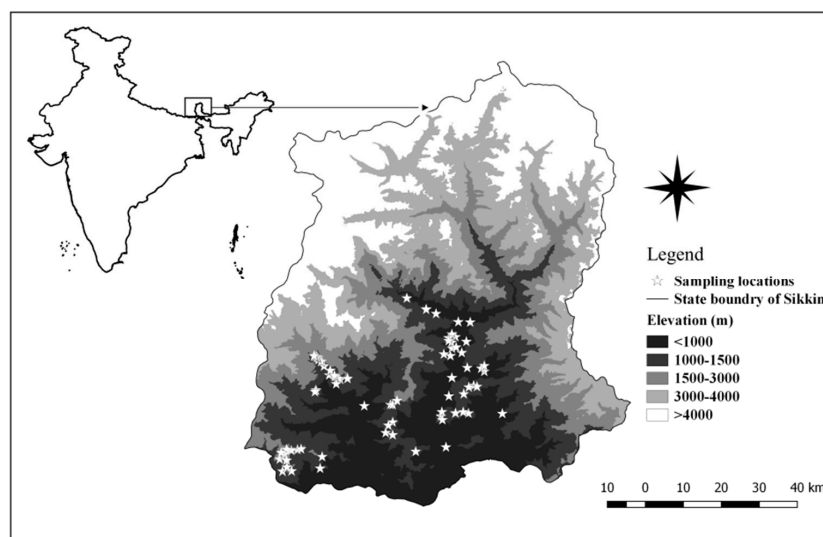 Legend
Sampling locations
State boundry of Sikkim
Elevation (m)
<1000
1000-1500
1500-3000
3000-4000
>4000
10 0 10 20 30 40 km